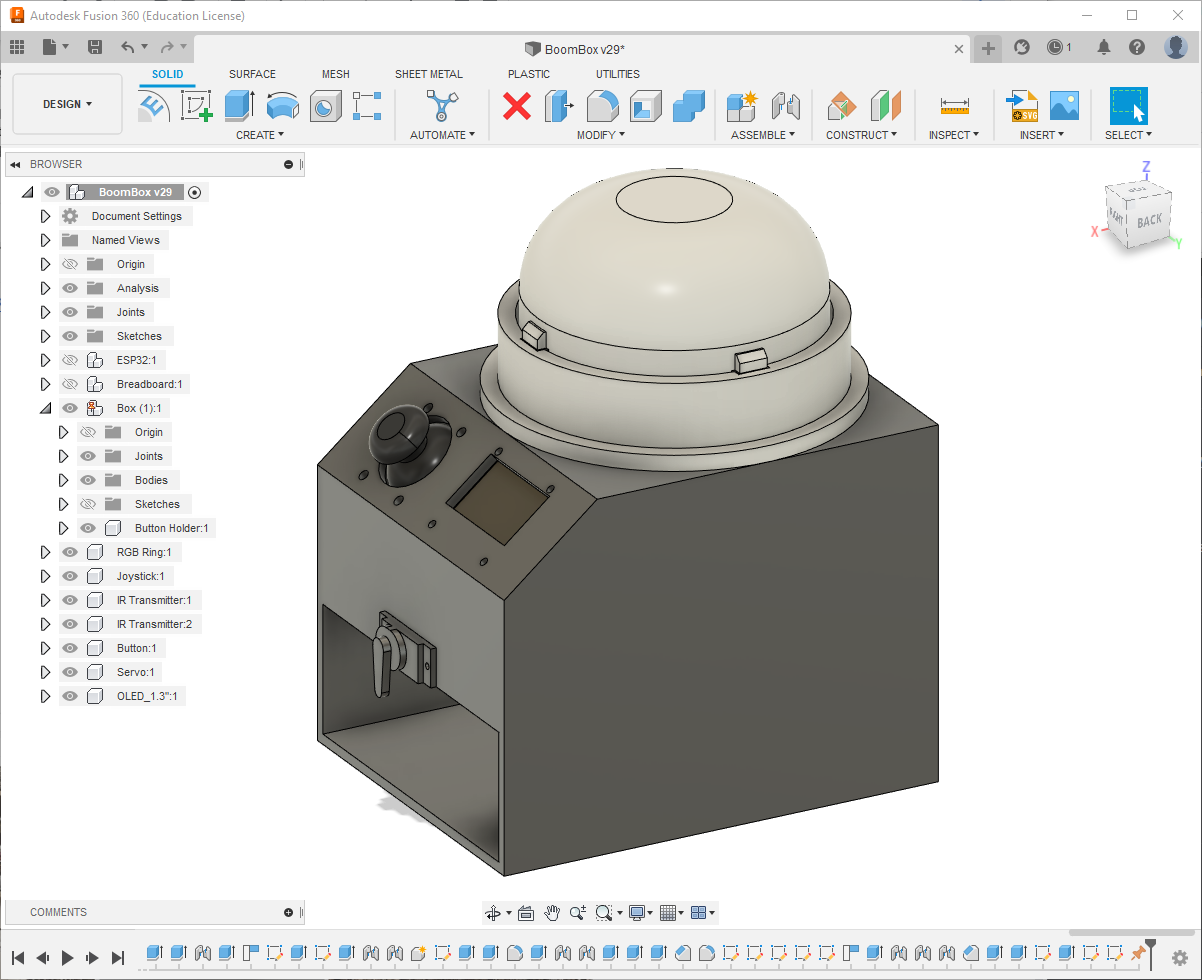 Autodesk Fusion 360 (Education License)
BoomBox v29*
1
DESIGN
SOLID SURFACE MESH SHEET METAL PLASTIC UTILITIES
CREATE AUTOMATE MODIFY ASSEMBLE CONSTRUCT INSPECT INSERT SELECT
SVG
BROWSER
BoomBox v29
Document Settings
Named Views
Origin
Analysis
Joints
Sketches
ESP32:1
Breadboard:1
Box (1):1
Origin
Joints
Bodies
Sketches
Button Holder:1
RGB Ring:1
Joystick:1
IR Transmitter:1
IR Transmitter:2
Button:1
Servo:1
OLED_1.3":1
Z
X
Y
RIGHT
BACK
COMMENTS